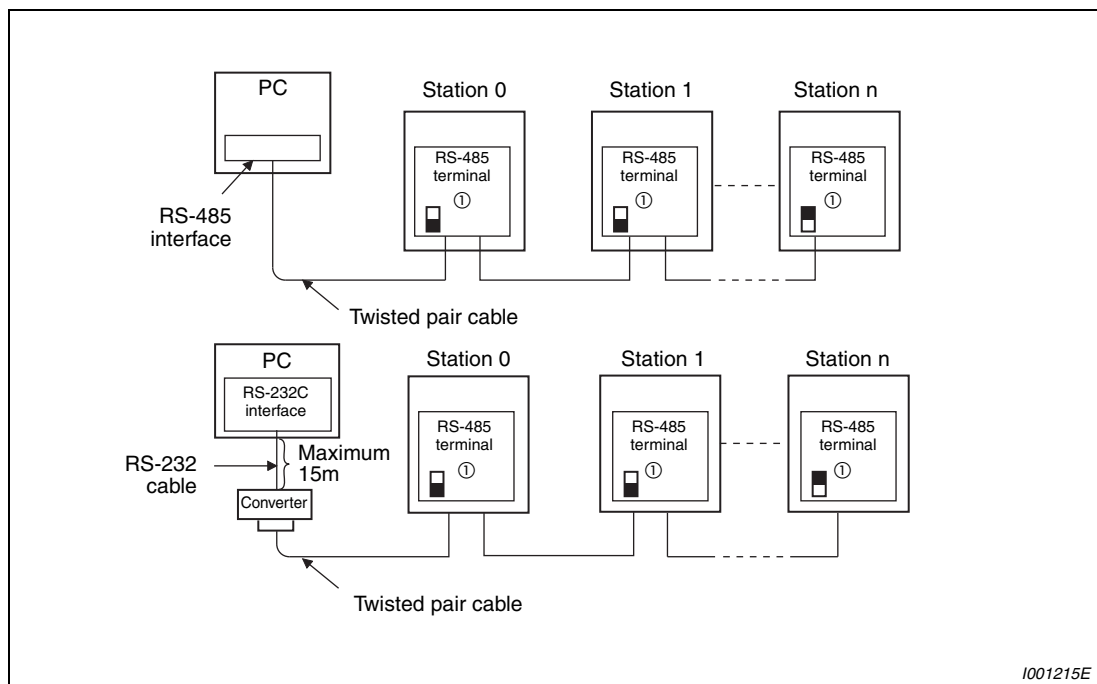 PC
Station 0
Station 1
Station n
RS-485
terminal
①
RS-485
terminal
①
RS-485
terminal
①
RS-485
interface
Twisted pair cable
PC
Station 0
Station 1
Station n
RS-232C
interface
RS-485
terminal
①
RS-485
terminal
①
RS-485
terminal
①
RS-232
cable
Maximum
15m
Converter
Twisted pair cable
I001215E